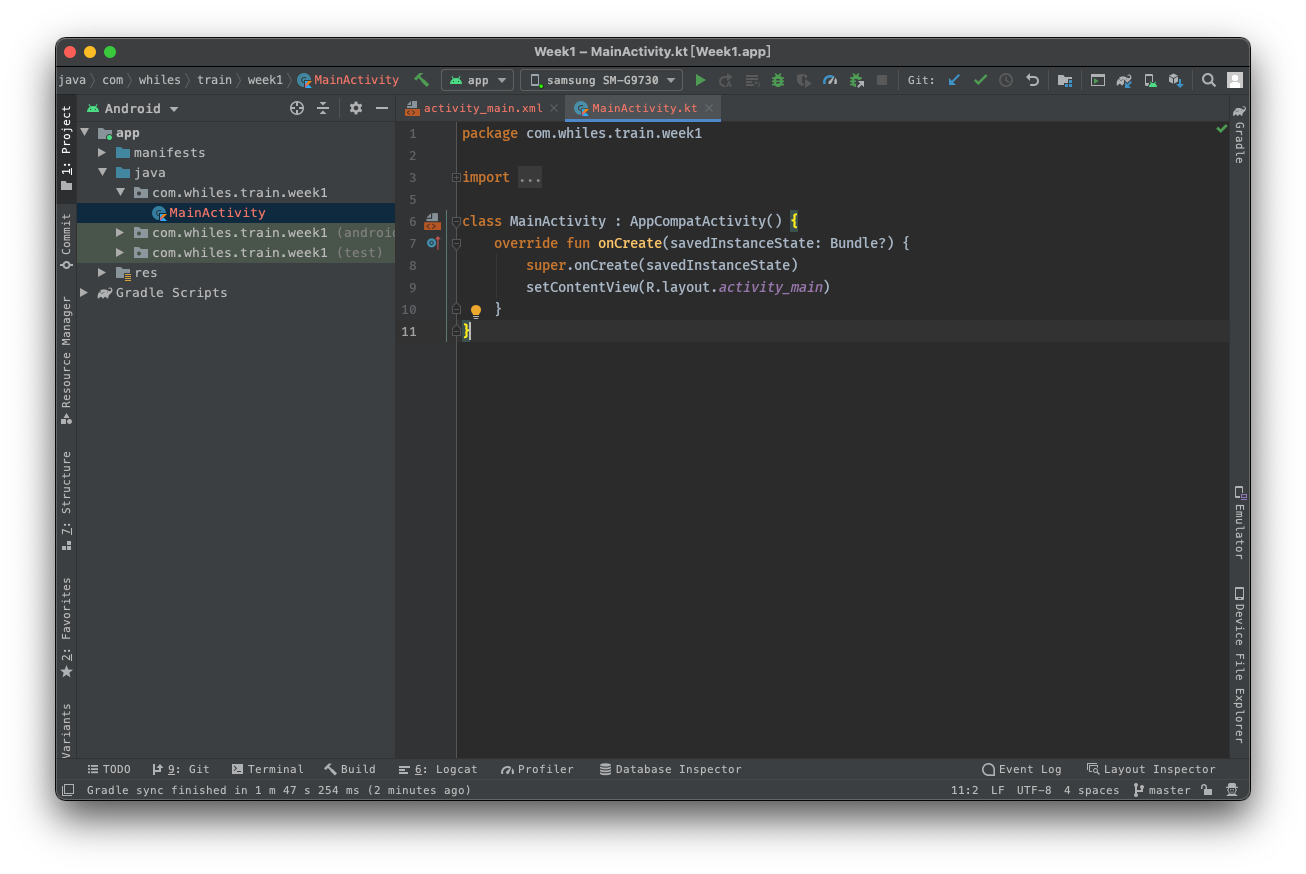 Week1 – MainActivity.kt [Week1.app]
java com whiles train week1 MainActivity app samsung SM-G9730 Git:
Android
activity_main.xml MainActivity.kt
app
manifests
java
com.whiles.train.week1
MainActivity
com.whiles.train.week1
com.whiles.train.week1 (test)
res
Gradle Scripts
1: Project
Commit
Resource Manager
7: Structure
2: Favorites
Variants
1 package com.whiles.train.week1
2
3 import ...
5
6 class MainActivity : AppCompatActivity() {
7 override fun onCreate(savedInstanceState: Bundle?) {
8 super.onCreate(savedInstanceState)
9 setContentView(R.layout.activity_main)
10 }
11 }
Gradle
Emulator
Device File Explorer
TODO 9: Git Terminal Build 6: Logcat Profiler Database Inspector Event Log Layout Inspector
Gradle sync finished in 1 m 47 s 254 ms (2 minutes ago) 11:2 LF UTF-8 4 spaces master